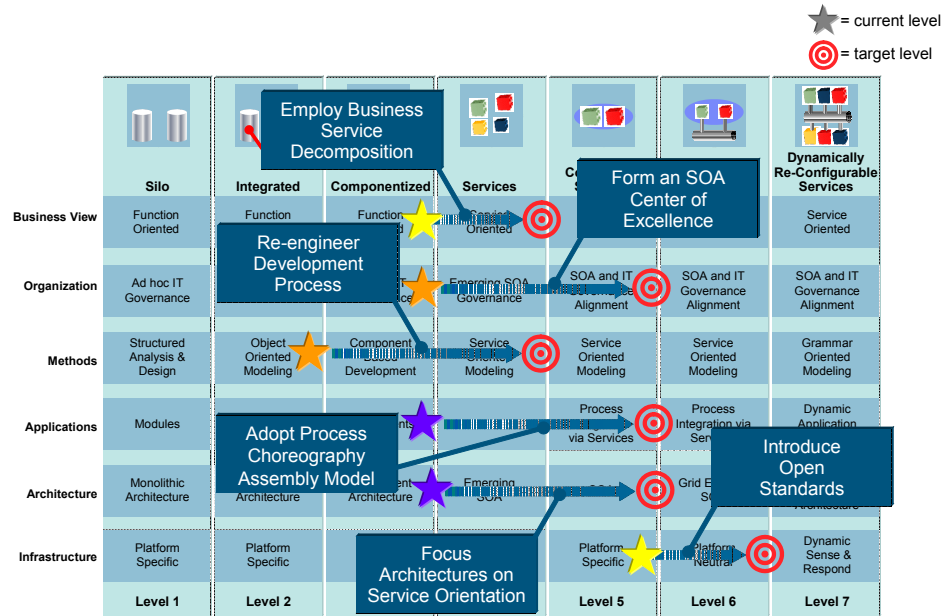 = current level
= target level
Employ Business
Service
Decomposition
Form an SOA
Center of
Excellence
Silo
Integrated
Componentized
Services
Dynamically
Re-Configurable
Services
Business View
Function
Oriented
Function
Function
Oriented
Service
Oriented
Re-engineer
Development
Process
Organization
Ad hoc IT
Governance
Emerging SOA
Governance
SOA and IT
Alignment
SOA and IT
Governance
Alignment
SOA and IT
Governance
Alignment
Methods
Structured
Analysis &
Design
Object
Oriented
Modeling
Component
Based
Development
Service
Oriented
Modeling
Service
Oriented
Modeling
Service
Oriented
Modeling
Grammar
Oriented
Modeling
Applications
Modules
Process
via Services
Process
Integration via
Dynamic
Application
Adopt Process
Choreography
Assembly Model
Introduce
Open
Standards
Architecture
Monolithic
Architecture
Architecture
Architecture
Emerging
SOA
Focus
Architectures on
Service Orientation
Infrastructure
Platform
Specific
Platform
Specific
Platform
Specific
Platform
Neutral
Dynamic
Sense &
Respond
Level 1
Level 2
Level 5
Level 6
Level 7